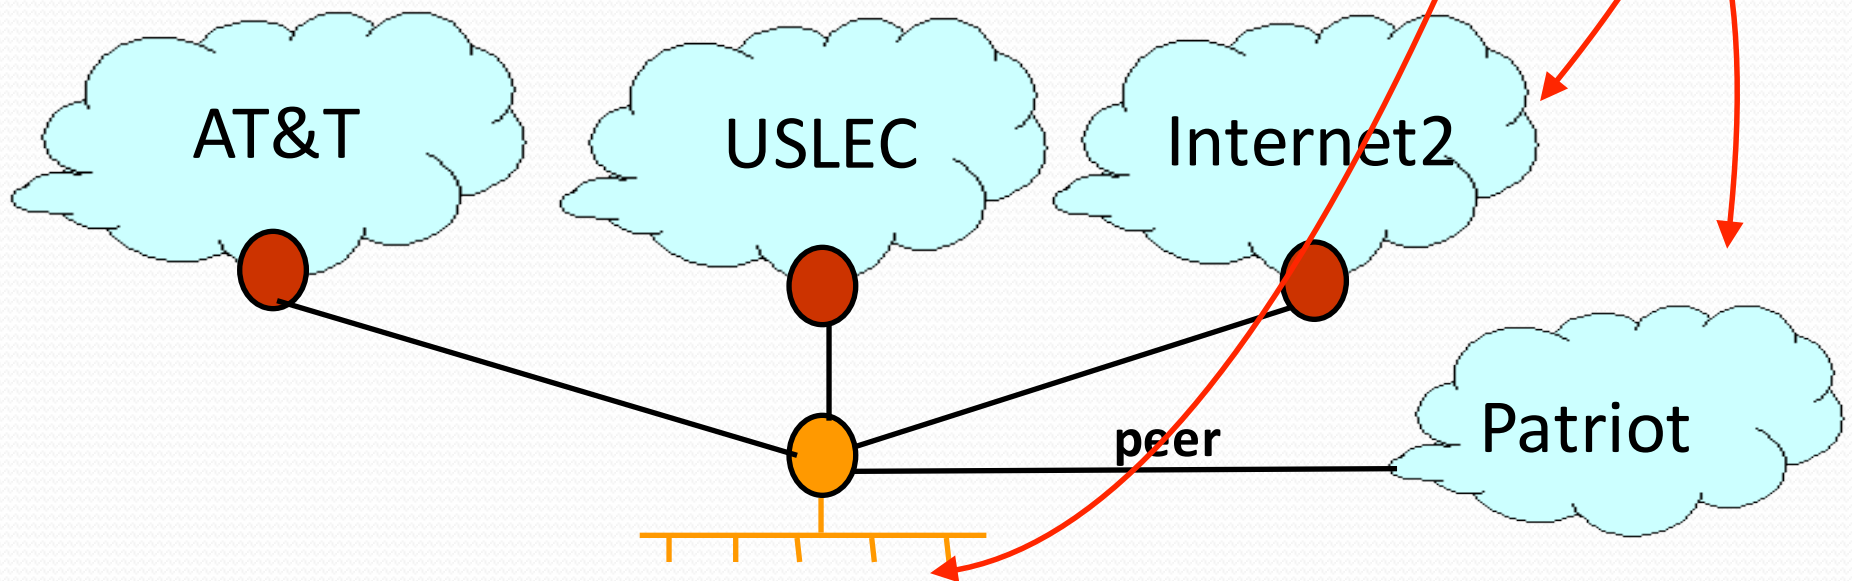 AT&T
USLEC
Internet2
peer
Patriot